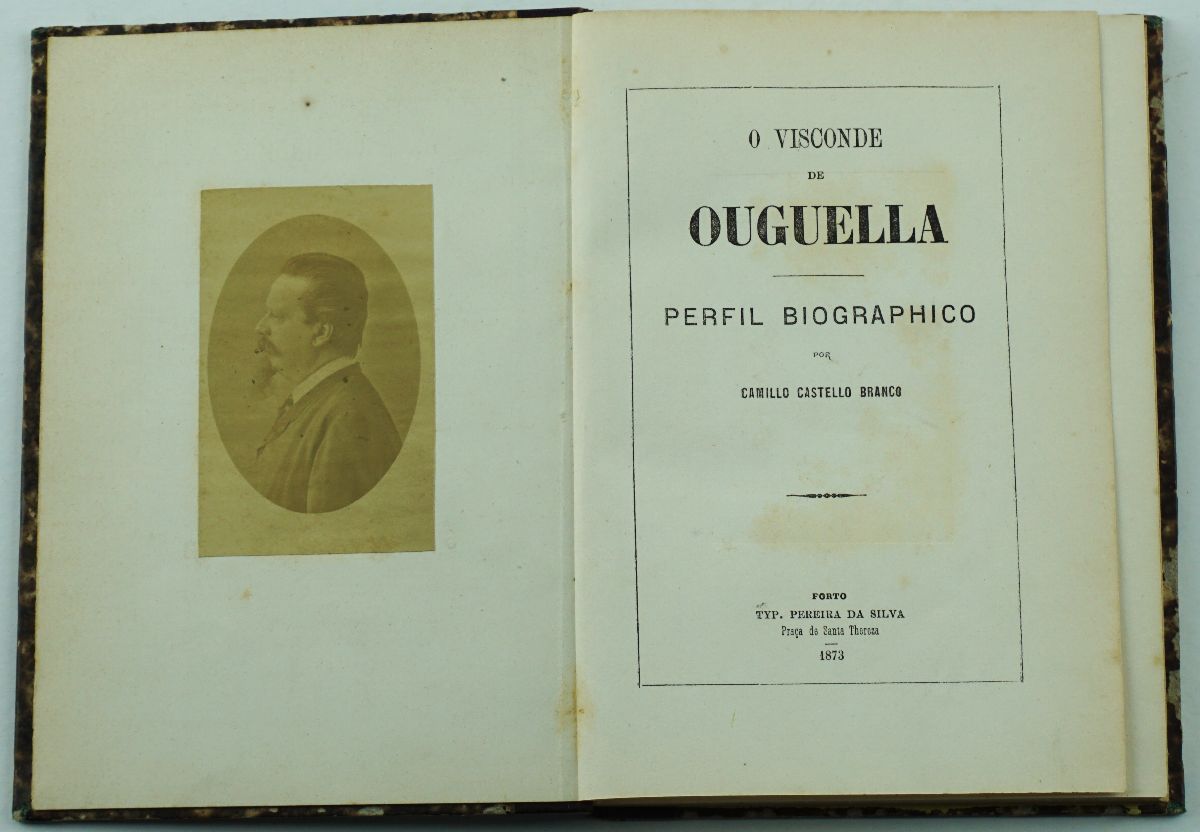 O VISCONDE
DE
OUGUELLA
PERFIL BIOGRAPHICO
POR
CAMILLO CASTELLO BRANCO
PORTO
TYP. PEREIRA DA SILVA
Praça de Santa Thereza
1873